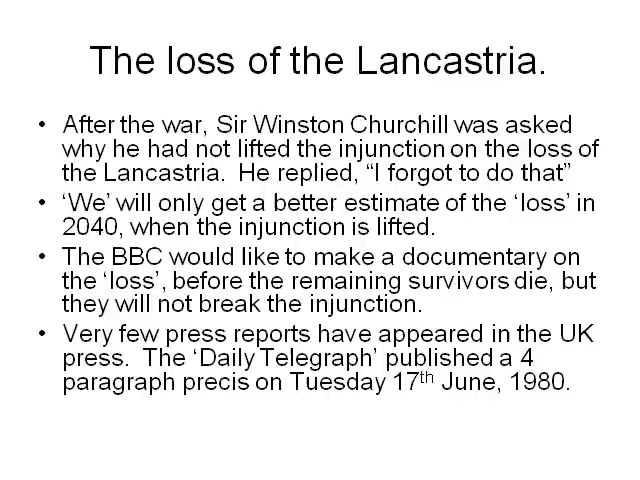 The loss of the Lancastria.
• After the war, Sir Winston Churchill was asked
why he had not lifted the injunction on the loss of
the Lancastria.  He replied, “I forgot to do that”
• ‘We’ will only get a better estimate of the ‘loss’ in
2040, when the injunction is lifted.
• The BBC would like to make a documentary on
the ‘loss’, before the remaining survivors die, but
they will not break the injunction.
• Very few press reports have appeared in the UK
press.  The ‘Daily Telegraph’ published a 4
paragraph precis on Tuesday 17th June, 1980.